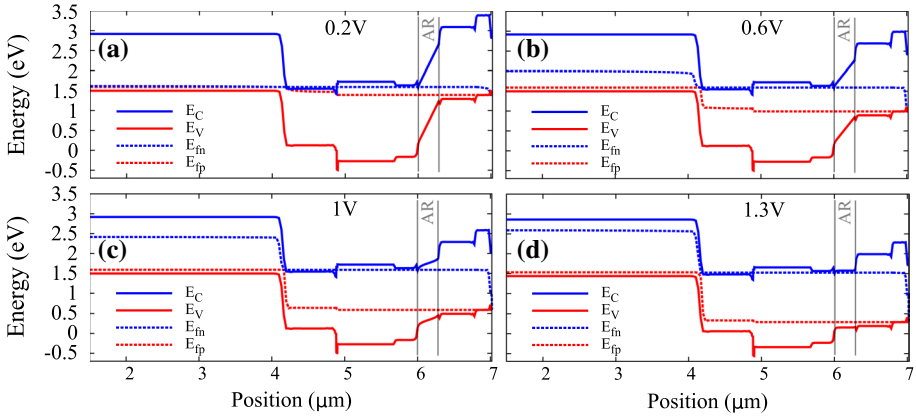 3.5
3
2.5
2
1.5
1
0.5
0
-0.5
Energy (eV)
(a)
0.2V
AR
E_C
E_V
E_fn
E_fp
(b)
0.6V
AR
E_C
E_V
E_fn
E_fp
3.5
3
2.5
2
1.5
1
0.5
0
-0.5
Energy (eV)
(c)
1V
AR
E_C
E_V
E_fn
E_fp
2 3 4 5 6 7
Position (μm)
(d)
1.3V
AR
E_C
E_V
E_fn
E_fp
2 3 4 5 6 7
Position (μm)